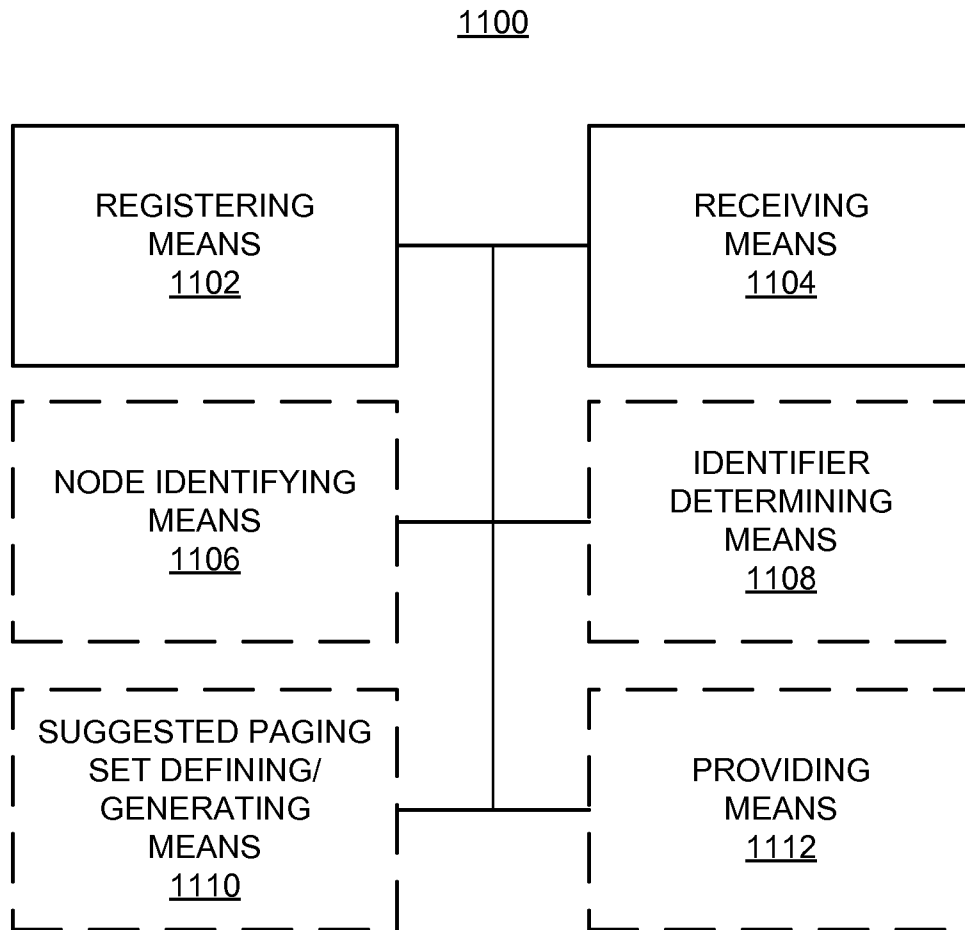 1100
REGISTERING
MEANS
1102
RECEIVING
MEANS
1104
NODE IDENTIFYING
MEANS
1106
IDENTIFIER
DETERMINING
MEANS
1108
SUGGESTED PAGING
SET DEFINING/
GENERATING
MEANS
1110
PROVIDING
MEANS
1112